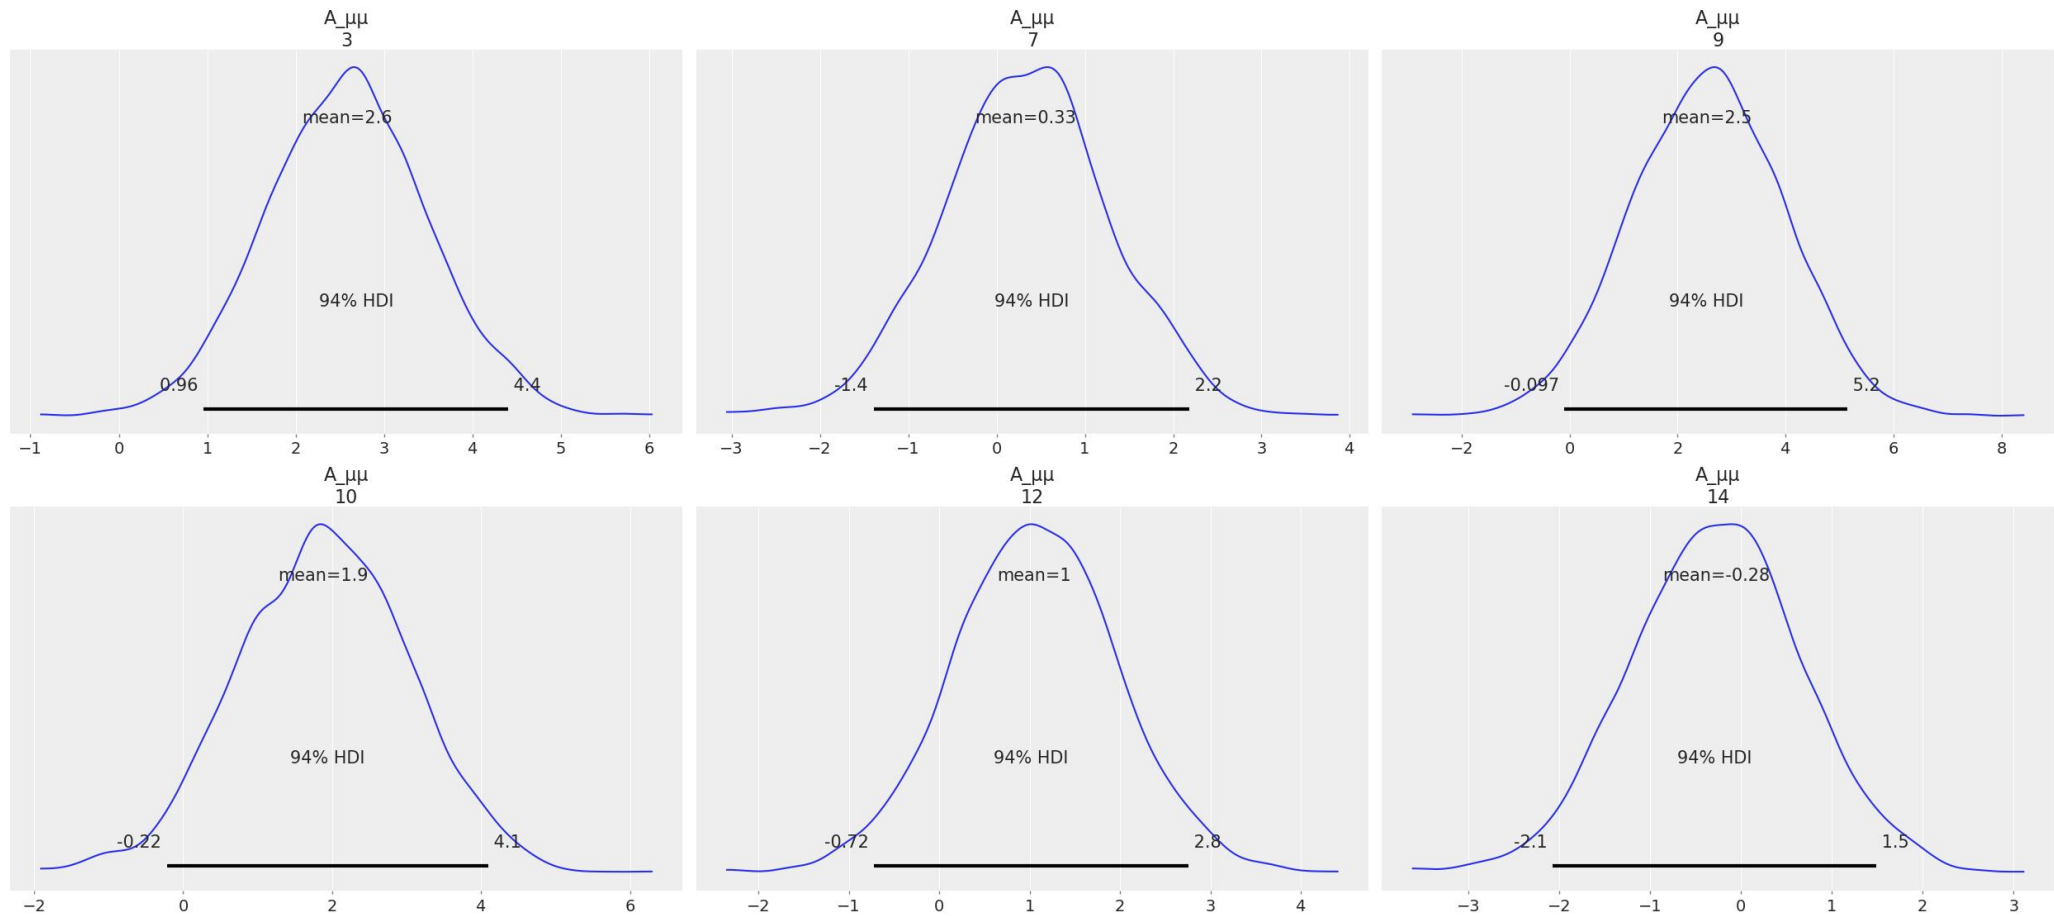 A_μμ
3
mean=2.6
94% HDI
0.96 4.4
−1 0 1 2 3 4 5 6
A_μμ
7
mean=0.33
94% HDI
-1.4 2.2
−3 −2 −1 0 1 2 3 4
A_μμ
9
mean=2.5
94% HDI
-0.097 5.2
−2 0 2 4 6 8
A_μμ
10
mean=1.9
94% HDI
-0.22 4.1
−2 0 2 4 6
A_μμ
12
mean=1
94% HDI
-0.72 2.8
−2 −1 0 1 2 3 4
A_μμ
14
mean=-0.28
94% HDI
-2.1 1.5
−3 −2 −1 0 1 2 3